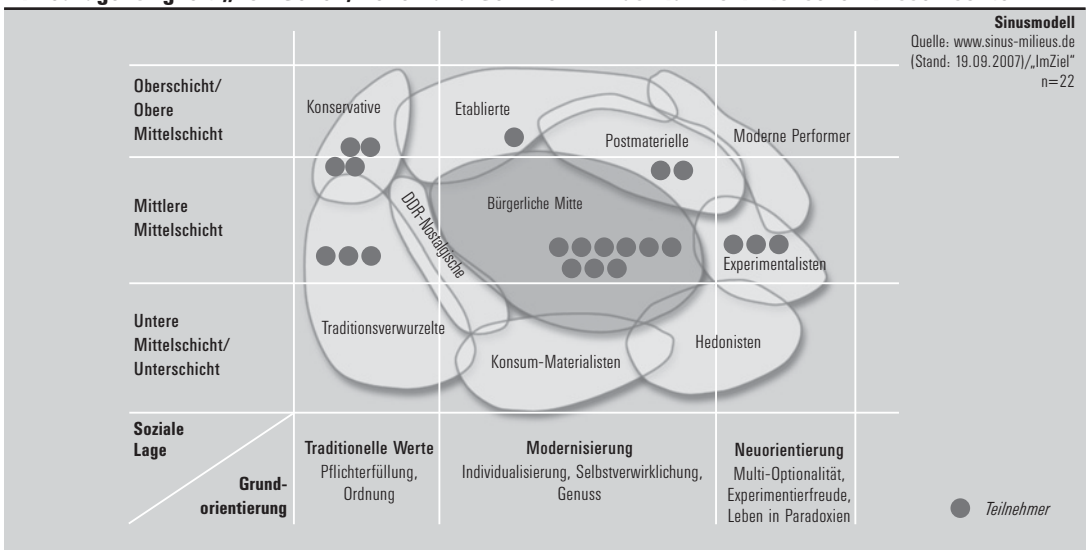 Sinusmodell
Quelle: www.sinus-milieus.de
(Stand: 19.09.2007)/„ImZiel"
n=22
Oberschicht/
Obere
Mittelschicht
Konservative
Etablierte
Postmaterielle
Moderne Performer
Mittlere
Mittelschicht
DDR-Nostalgische
Bürgerliche Mitte
Experimentalisten
Untere
Mittelschicht/
Unterschicht
Traditionsverwurzelte
Konsum-Materialisten
Hedonisten
Soziale
Lage
Grund-
orientierung
Traditionelle Werte
Pflichterfüllung,
Ordnung
Modernisierung
Individualisierung, Selbstverwirklichung,
Genuss
Neuorientierung
Multi-Optionalität,
Experimentierfreude,
Leben in Paradoxien
Teilnehmer